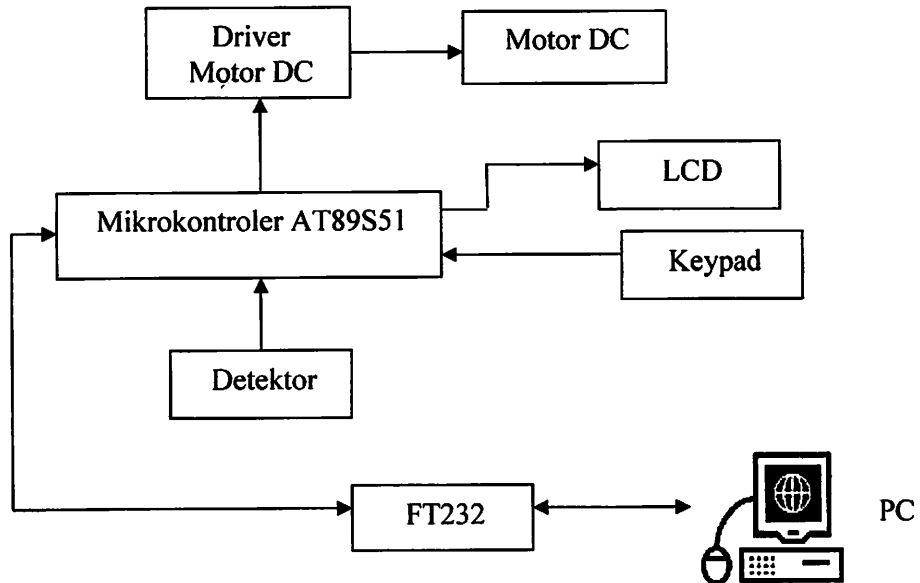 Driver
Motor DC
Motor DC
LCD
Mikrokontroler AT89S51
Keypad
Detektor
FT232
PC